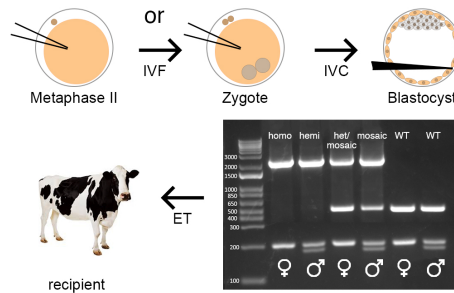 or
IVF
IVC
Metaphase II
Zygote
Blastocyst
homo hemi het/ mosaic mosaic WT WT
3000
2000
1500
1000
850
650
500
400
300
200
100
ET
♀ ♂ ♀ ♂ ♀ ♂
recipient